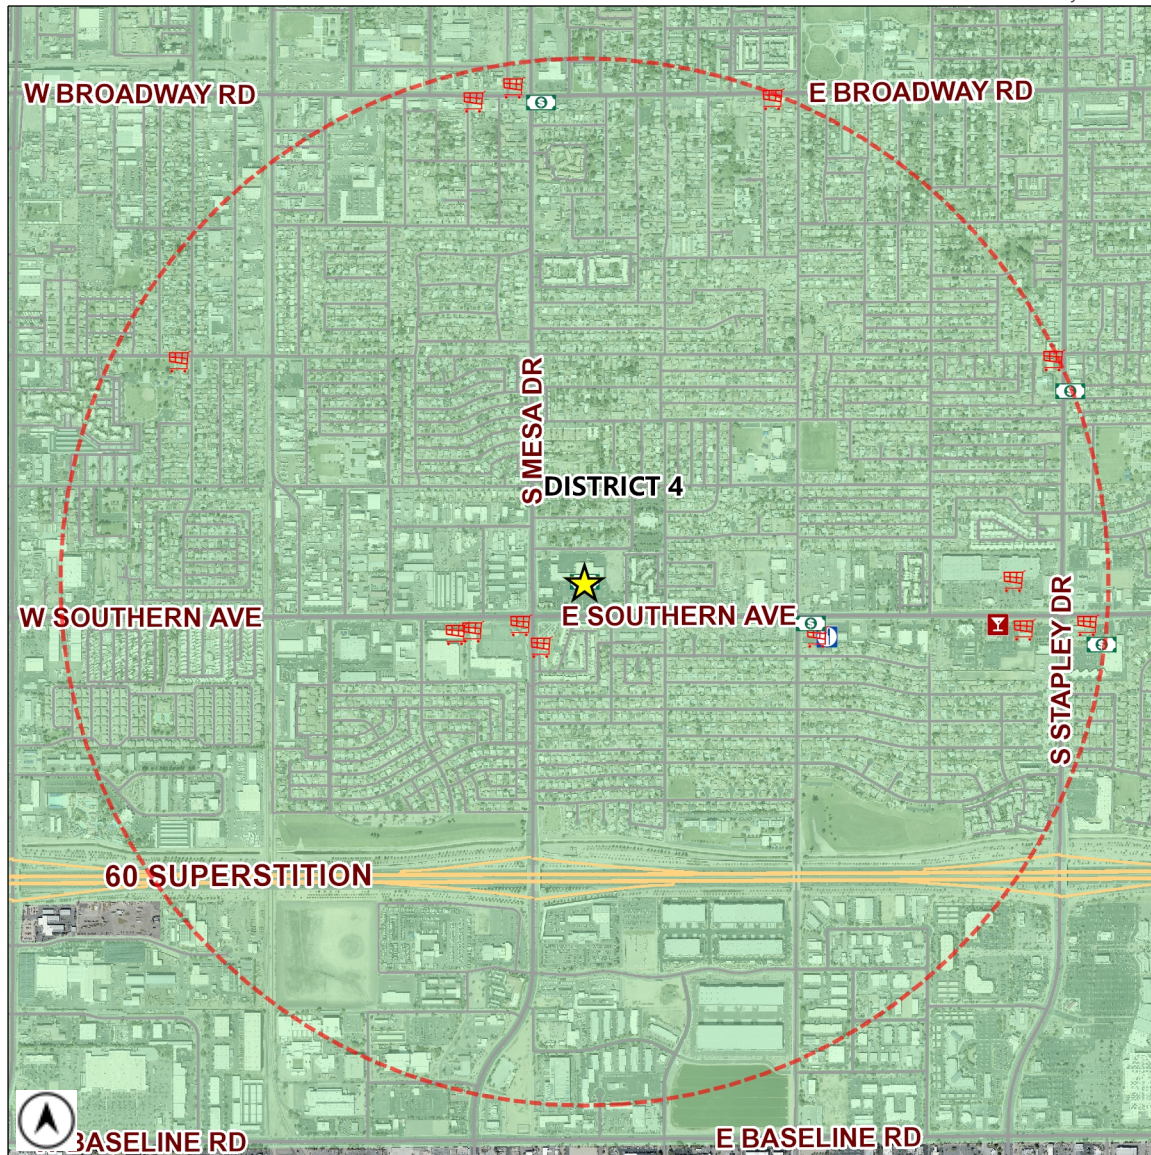 W BROADWAY RD
E BROADWAY RD
S MESA DR
DISTRICT 4
W SOUTHERN AVE
E SOUTHERN AVE
S STAPLEY DR
60 SUPERSTITION
BASELINE RD
E BASELINE RD